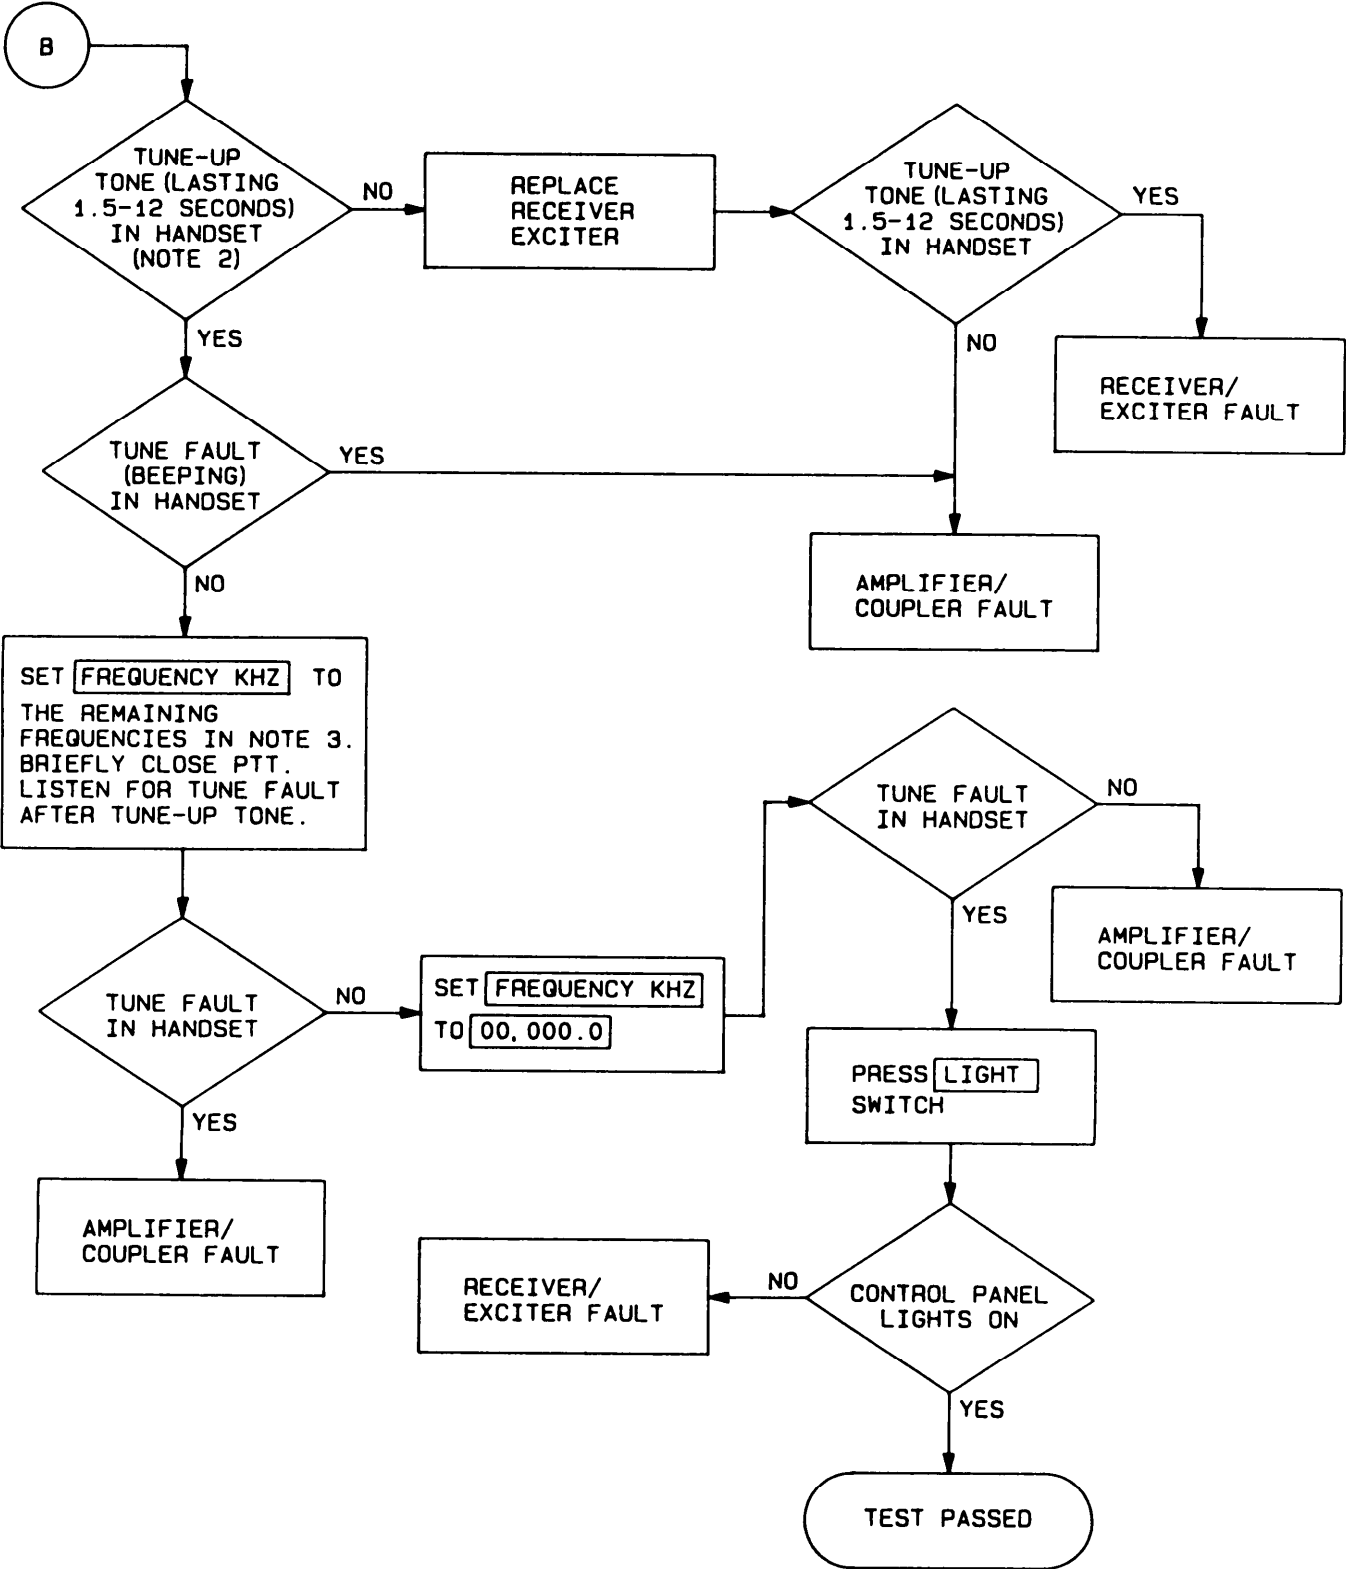 B
TUNE-UP
TONE (LASTING
1.5-12 SECONDS)
IN HANDSET
(NOTE 2)
NO
REPLACE
RECEIVER
EXCITER
TUNE-UP
TONE (LASTING
1.5-12 SECONDS)
IN HANDSET
YES
YES
NO
RECEIVER/
EXCITER FAULT
TUNE FAULT
(BEEPING)
IN HANDSET
YES
NO
AMPLIFIER/
COUPLER FAULT
SET FREQUENCY KHZ TO
THE REMAINING
FREQUENCIES IN NOTE 3.
BRIEFLY CLOSE PTT.
LISTEN FOR TUNE FAULT
AFTER TUNE-UP TONE.
TUNE FAULT
IN HANDSET
NO
YES
AMPLIFIER/
COUPLER FAULT
TUNE FAULT
IN HANDSET
NO
SET FREQUENCY KHZ
TO 00,000.0
PRESS LIGHT
SWITCH
YES
AMPLIFIER/
COUPLER FAULT
RECEIVER/
EXCITER FAULT
NO
CONTROL PANEL
LIGHTS ON
YES
TEST PASSED